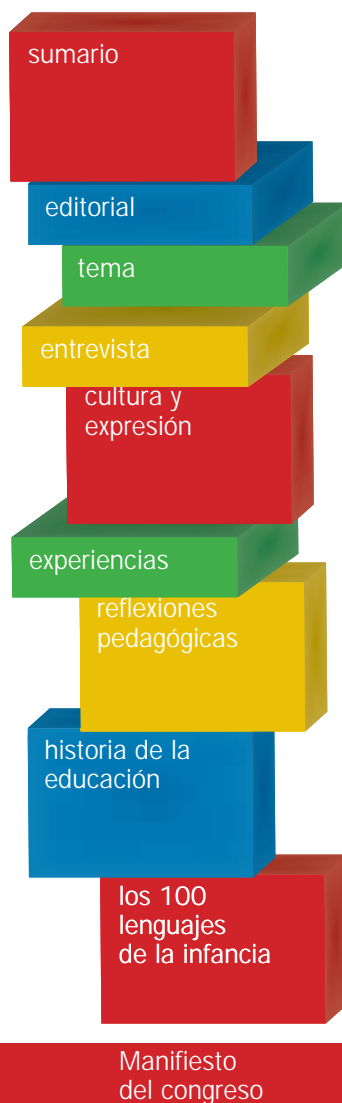 sumario
editorial
tema
entrevista
cultura y
expresión
experiencias
reflexiones
pedagógicas
historia de la
educación
los 100
lenguajes
de la infancia
Manifiesto
del congreso